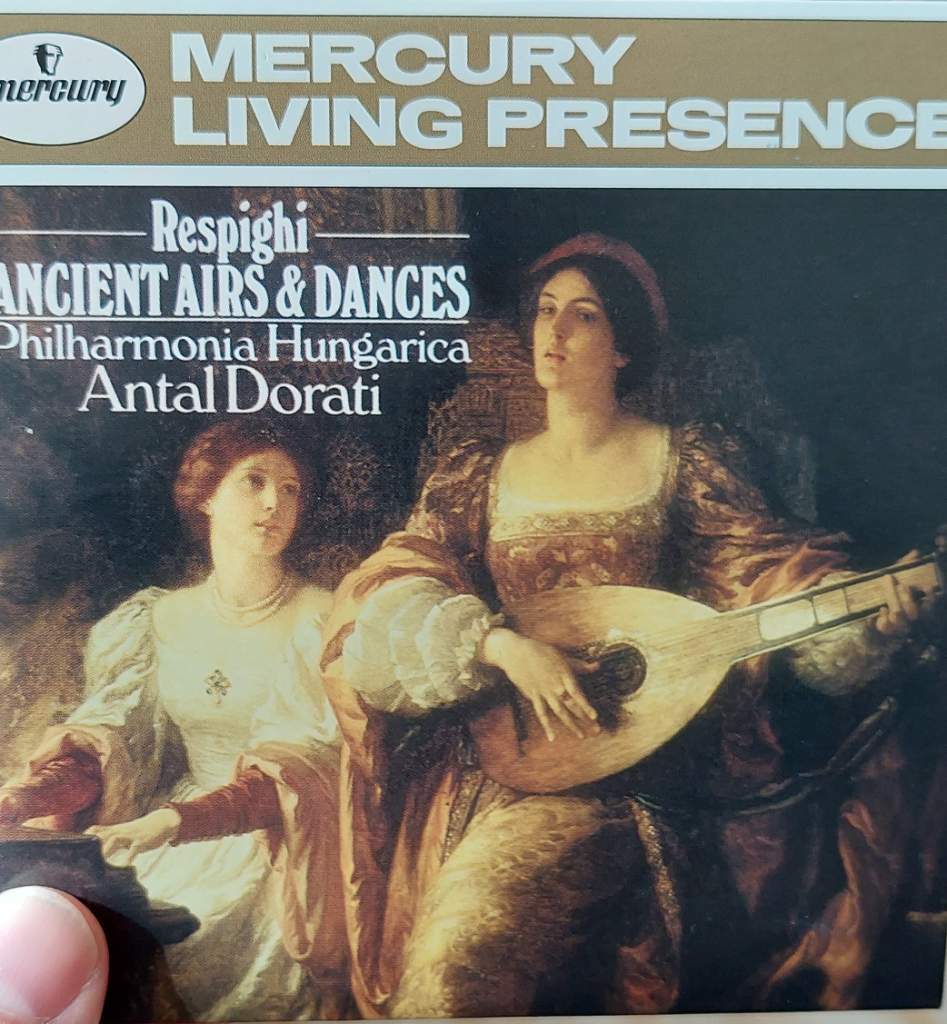 mercury
MERCURY
LIVING PRESENCE
Respighi
ANCIENT AIRS & DANCES
Philharmonia Hungarica
Antal Dorati